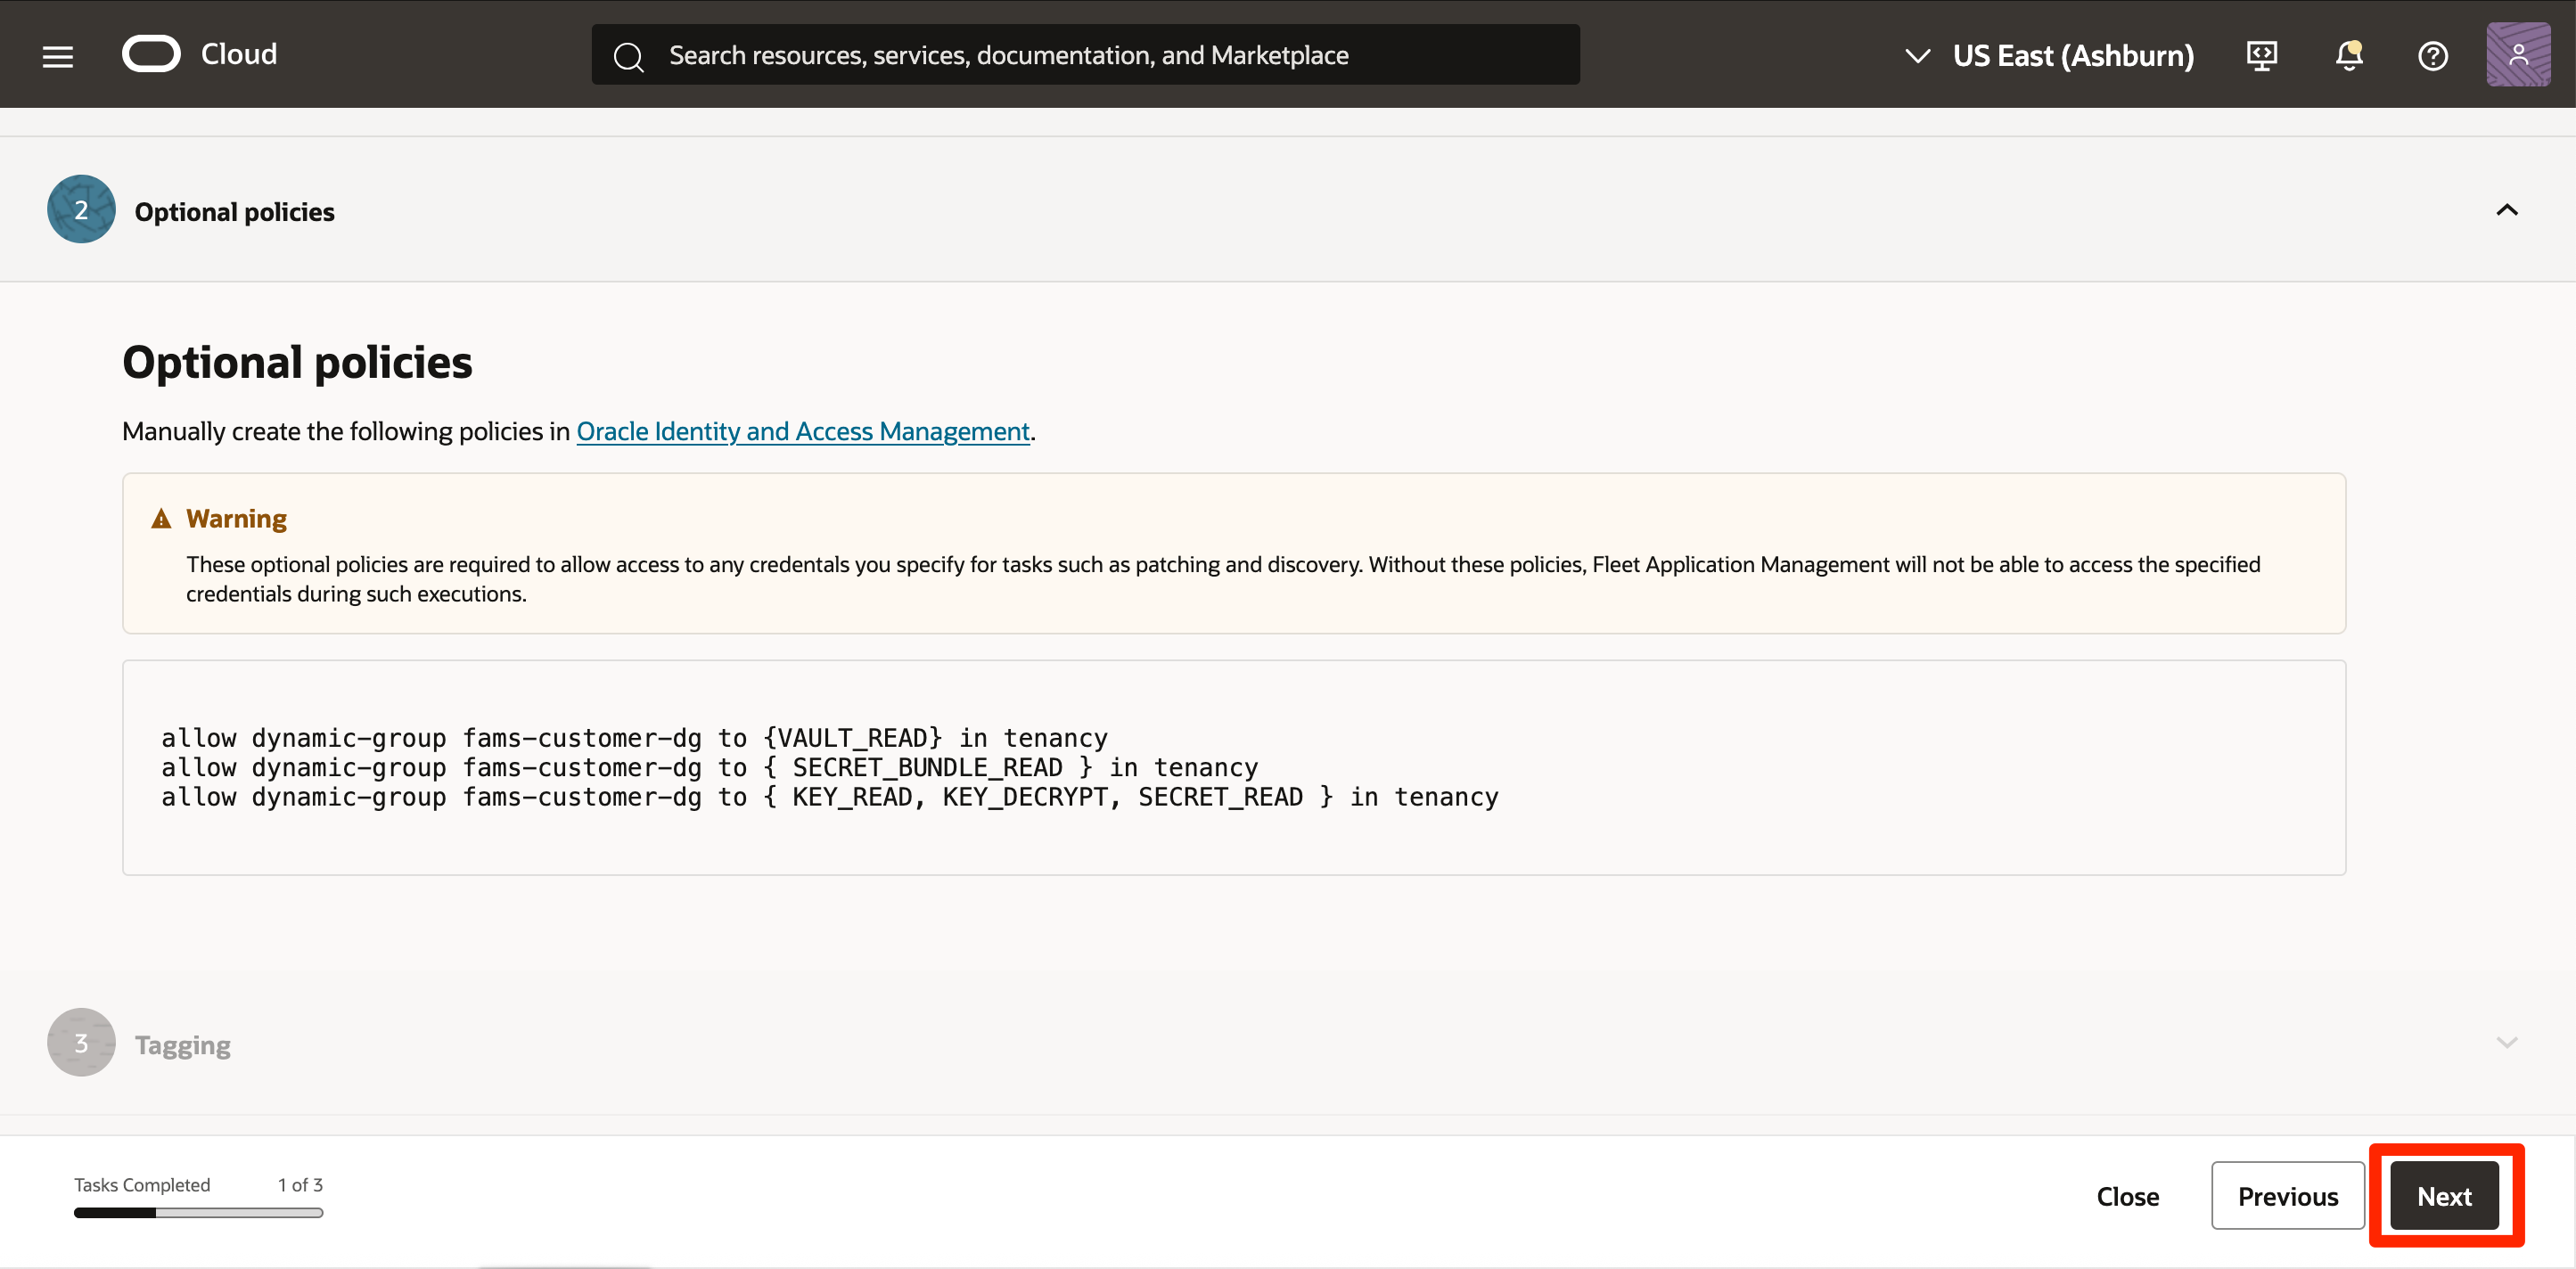 Cloud
Search resources, services, documentation, and Marketplace
US East (Ashburn)
2
Optional policies
Optional policies
Manually create the following policies in Oracle Identity and Access Management.
Warning
These optional policies are required to allow access to any credentals you specify for tasks such as patching and discovery. Without these policies, Fleet Application Management will not be able to access the specified
credentials during such executions.
allow dynamic-group fams-customer-dg to {VAULT_READ} in tenancy
allow dynamic-group fams-customer-dg to { SECRET_BUNDLE_READ } in tenancy
allow dynamic-group fams-customer-dg to { KEY_READ, KEY_DECRYPT, SECRET_READ } in tenancy
3
Tagging
Tasks Completed 1 of 3
Close
Previous
Next